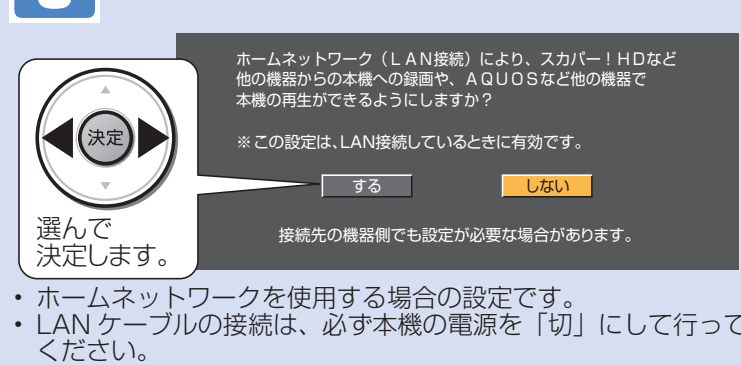 ホームネットワーク（ＬＡＮ接続）により、スカパー！ＨＤなど
他の機器からの本機への録画や、ＡＱＵＯＳなど他の機器で
本機の再生ができるようにしますか？
※この設定は、LAN接続しているときに有効です。
決定
する
しない
選んで
決定します。
接続先の機器側でも設定が必要な場合があります。
・ホームネットワークを使用する場合の設定です。
・LAN ケーブルの接続は、必ず本機の電源を「切」にして行って
ください。